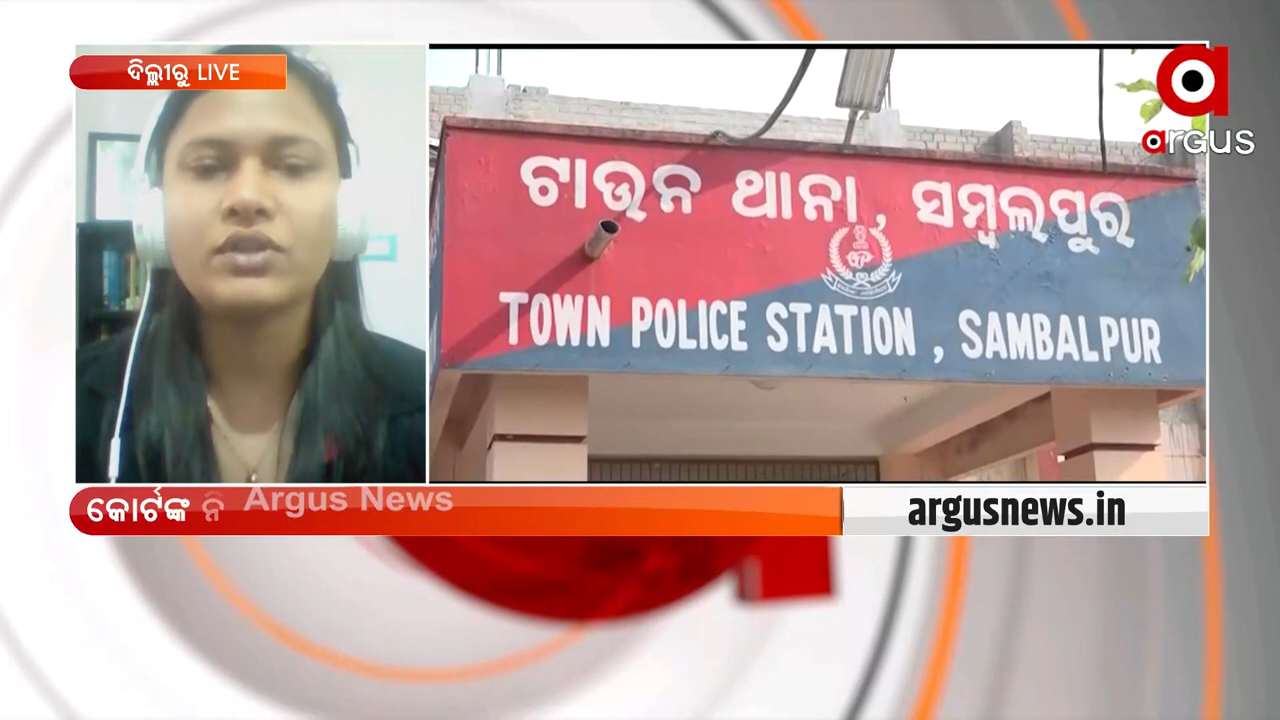 ଦିଲ୍ଲୀରୁ LIVE
argus
ଟାଉନ ଥାନା, ସମ୍ବଲପୁର
TOWN POLICE STATION, SAMBALPUR
କୋର୍ଟଙ୍କ ନି
Argus News
argusnews.in